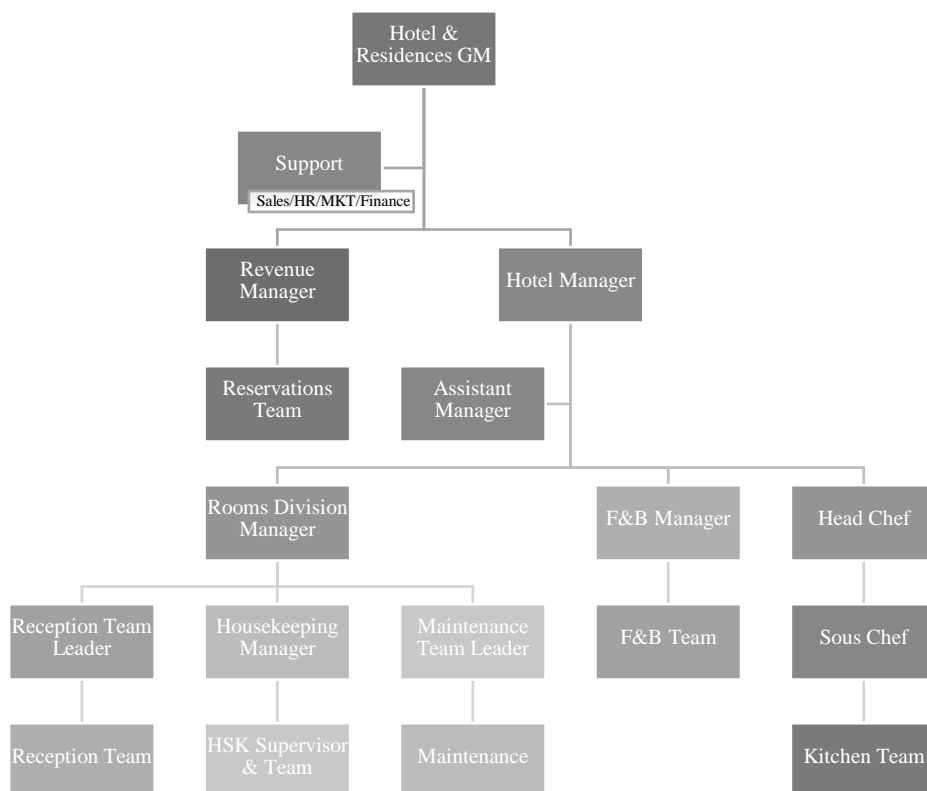 Hotel &
Residences GM
Support
Sales/HR/MKT/Finance
Revenue
Manager
Hotel Manager
Reservations
Team
Assistant
Manager
Rooms Division
Manager
F&B Manager
Head Chef
Reception Team
Leader
Housekeeping
Manager
Maintenance
Team Leader
F&B Team
Sous Chef
Reception Team
HSK Supervisor
& Team
Maintenance
Kitchen Team